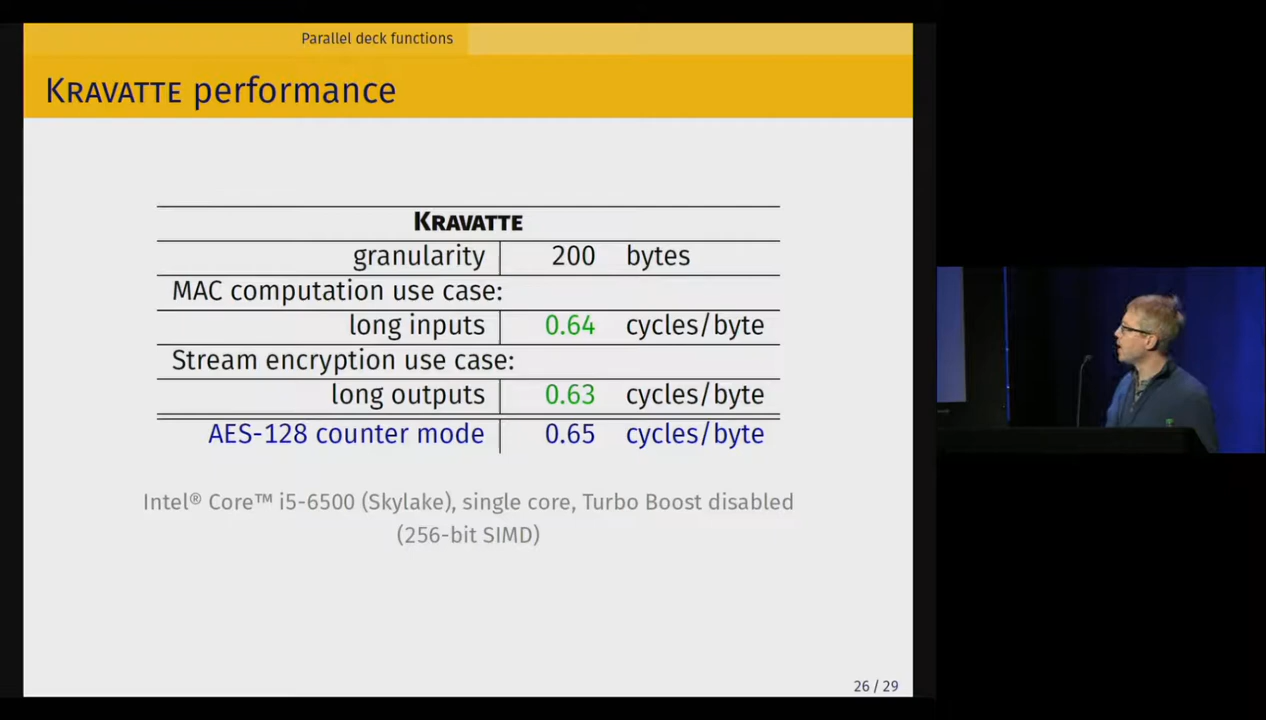 Parallel deck functions
KRAVATTE performance
KRAVATTE
granularity 200 bytes
MAC computation use case:
long inputs 0.64 cycles/byte
Stream encryption use case:
long outputs 0.63 cycles/byte
AES-128 counter mode 0.65 cycles/byte
Intel® Core™ i5-6500 (Skylake), single core, Turbo Boost disabled
(256-bit SIMD)
26 / 29